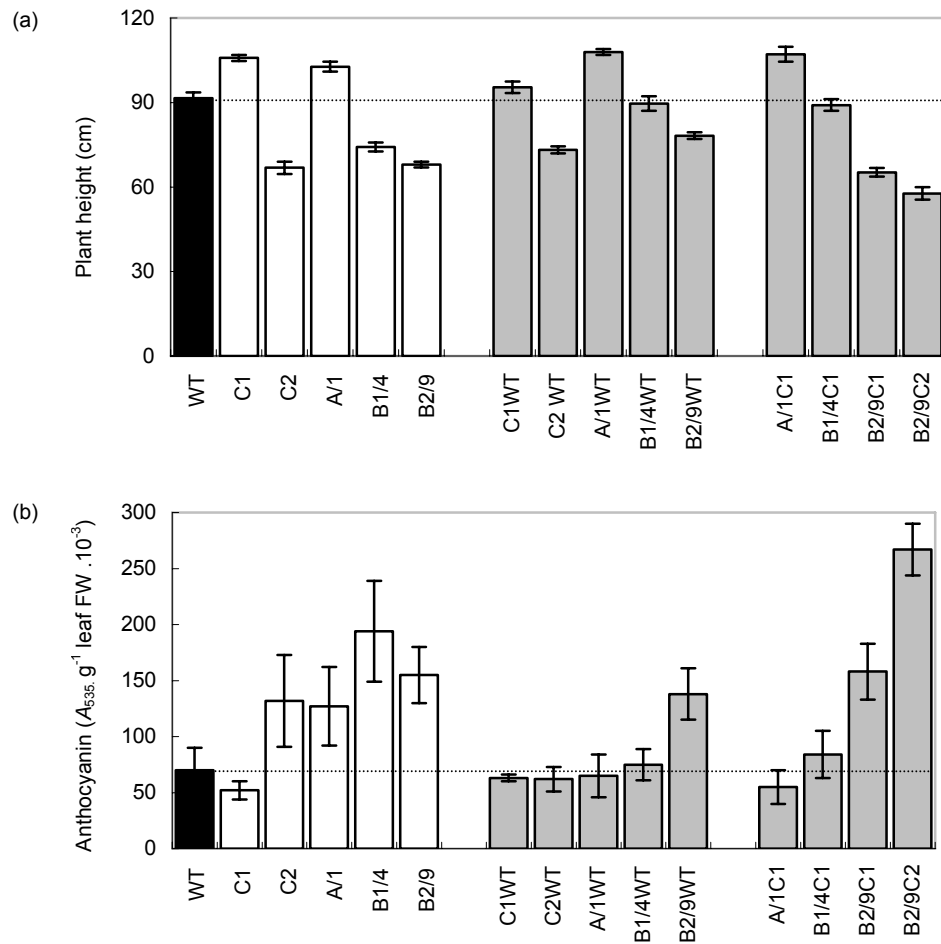 (a)
Plant height (cm)
120
90
60
30
0
WT
C1
C2
A/1
B1/4
B2/9
C1WT
C2 WT
A/1WT
B1/4WT
B2/9WT
A/1C1
B1/4C1
B2/9C1
B2/9C2
(b)
Anthocyanin (A535. g-1 leaf FW .10-3)
300
250
200
150
100
50
0
WT
C1
C2
A/1
B1/4
B2/9
C1WT
C2WT
A/1WT
B1/4WT
B2/9WT
A/1C1
B1/4C1
B2/9C1
B2/9C2